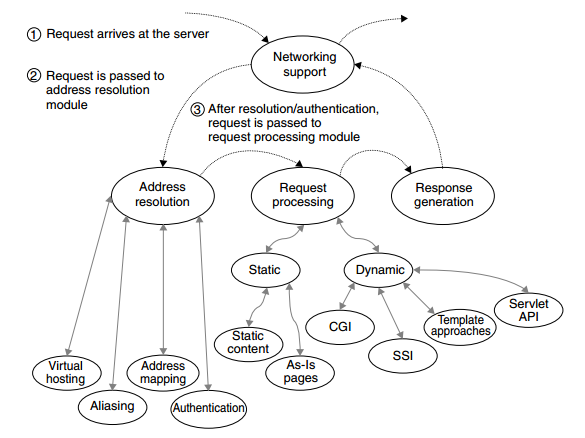 ① Request arrives at the server
Networking
support
② Request is passed to
address resolution
module
③ After resolution/authentication,
request is passed to
request processing module
Address
resolution
Request
processing
Response
generation
Static
Dynamic
Servlet
API
CGI
Template
approaches
Static
content
SSI
Virtual
hosting
Address
mapping
As-Is
pages
Aliasing
Authentication